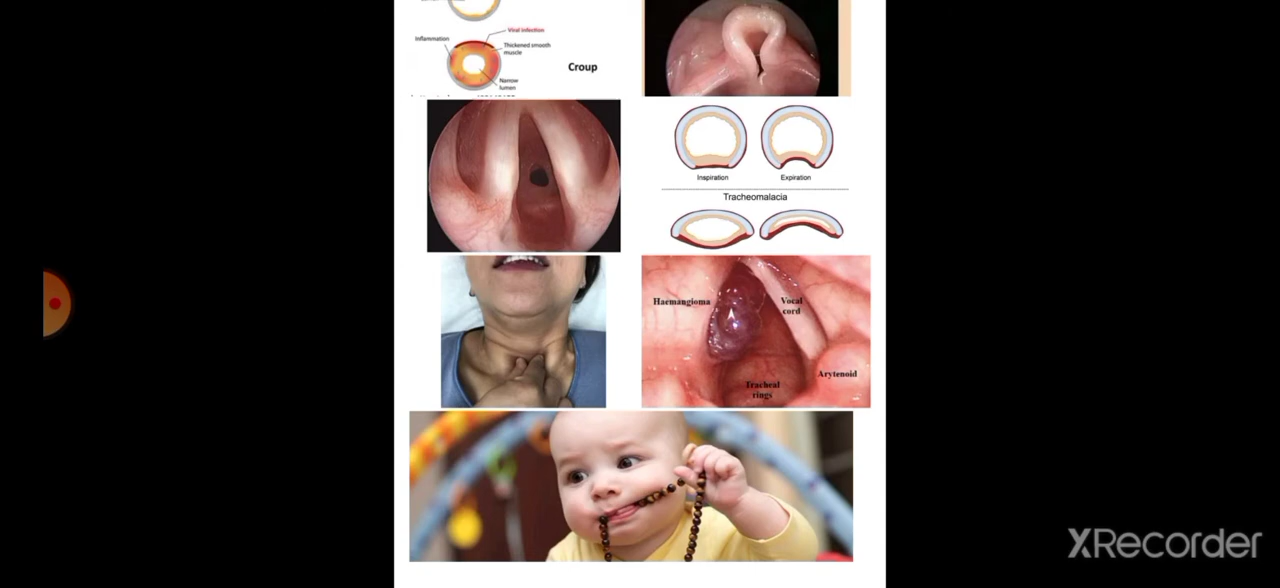 Viral infection
Inflammation
Thickened smooth
muscle
Croup
Narrow
lumen
Inspiration
Expiration
Tracheomalacia
Haemangioma
Vocal
cord
Arytenoid
Tracheal
rings
XRecorder